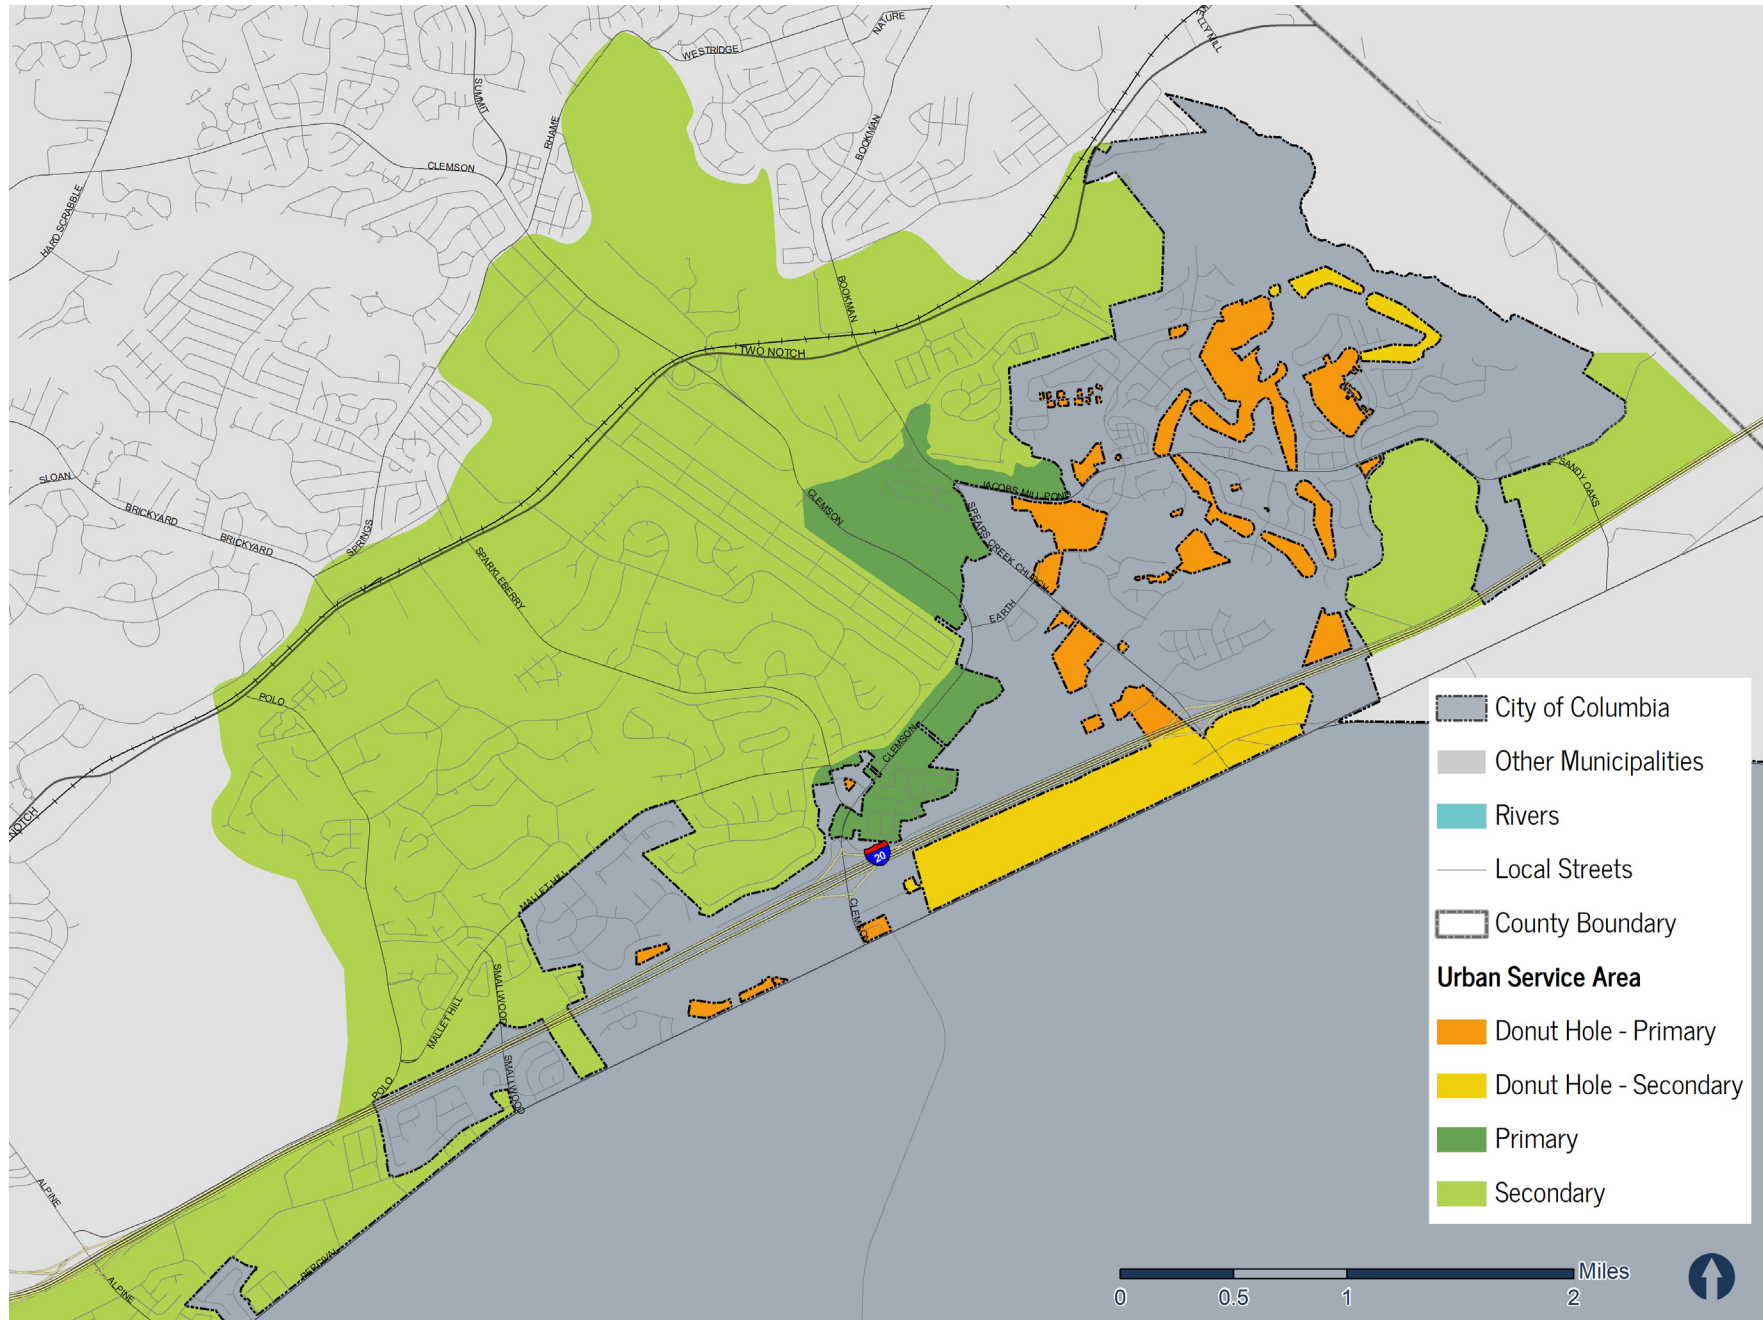 NATURE
KELLY MILL
WESTRIDGE
SUMMIT
RHAME
BOOKMAN
CLEMSON
HARD SCRABBLE
BOOKMAN
TWO NOTCH
SLOAN
BRICKYARD
BRICKYARD
SPRINGS
SPARKLEBERRY
CLEMSON
JACOBS MILL POND
SPEARS CREEK CHURCH
SANDY OAKS
EARTH
POLO
CLEMSON
NOTCH
20
MALLET HILL
CLEMSON
SMALLWOOD
MALLET HILL
SMALLWOOD
POLO
ALPINE
ALPINE
PERCIVAL
City of Columbia
Other Municipalities
Rivers
Local Streets
County Boundary
Urban Service Area
Donut Hole - Primary
Donut Hole - Secondary
Primary
Secondary
Miles
0 0.5 1 2